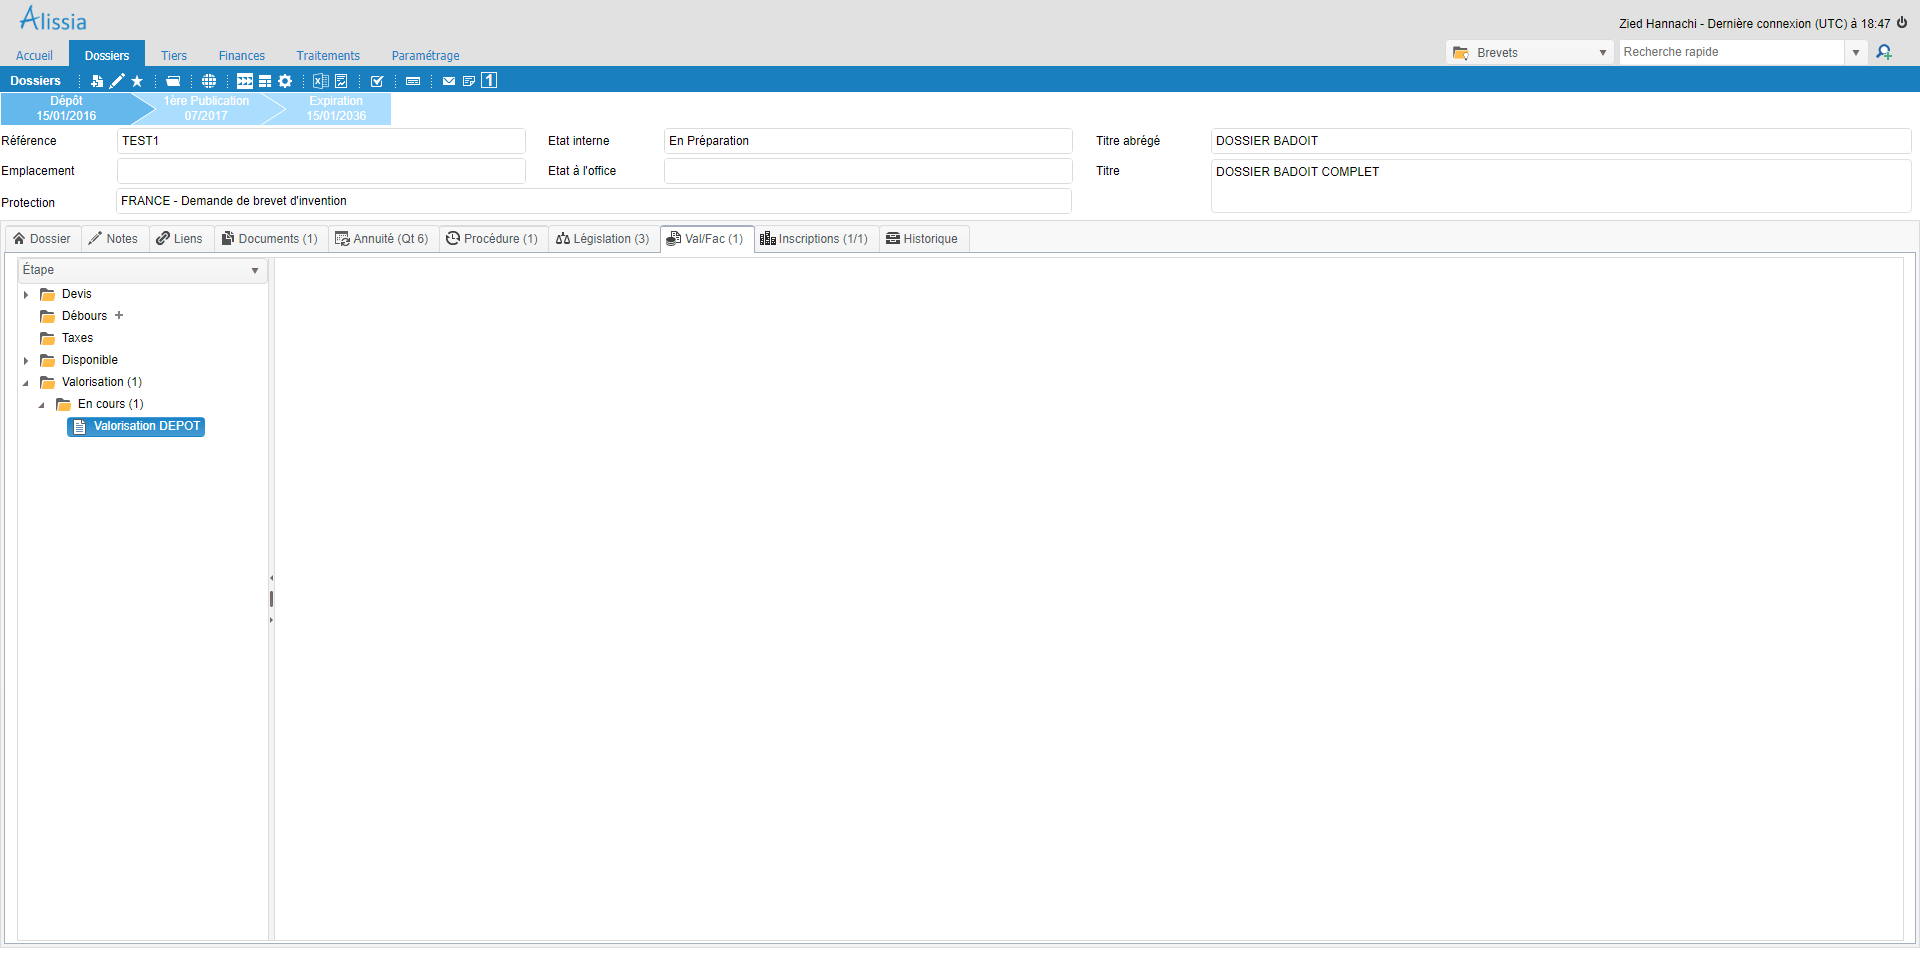 Alissia
Zied Hannachi - Dernière connexion (UTC) à 18:47
Accueil Dossiers Tiers Finances Traitements Paramétrage
Brevets Recherche rapide
Dossiers 1
Dépôt 1ère Publication Expiration
15/01/2016 07/2017 15/01/2036
Référence TEST1 Etat interne En Préparation Titre abrégé DOSSIER BADOIT
Emplacement Etat à l'office Titre DOSSIER BADOIT COMPLET
Protection FRANCE - Demande de brevet d'invention
Dossier Notes Liens Documents (1) Annuité (Qt 6) Procédure (1) Législation (3) Val/Fac (1) Inscriptions (1/1) Historique
Étape
Devis
Débours +
Taxes
Disponible
Valorisation (1)
En cours (1)
Valorisation DEPOT